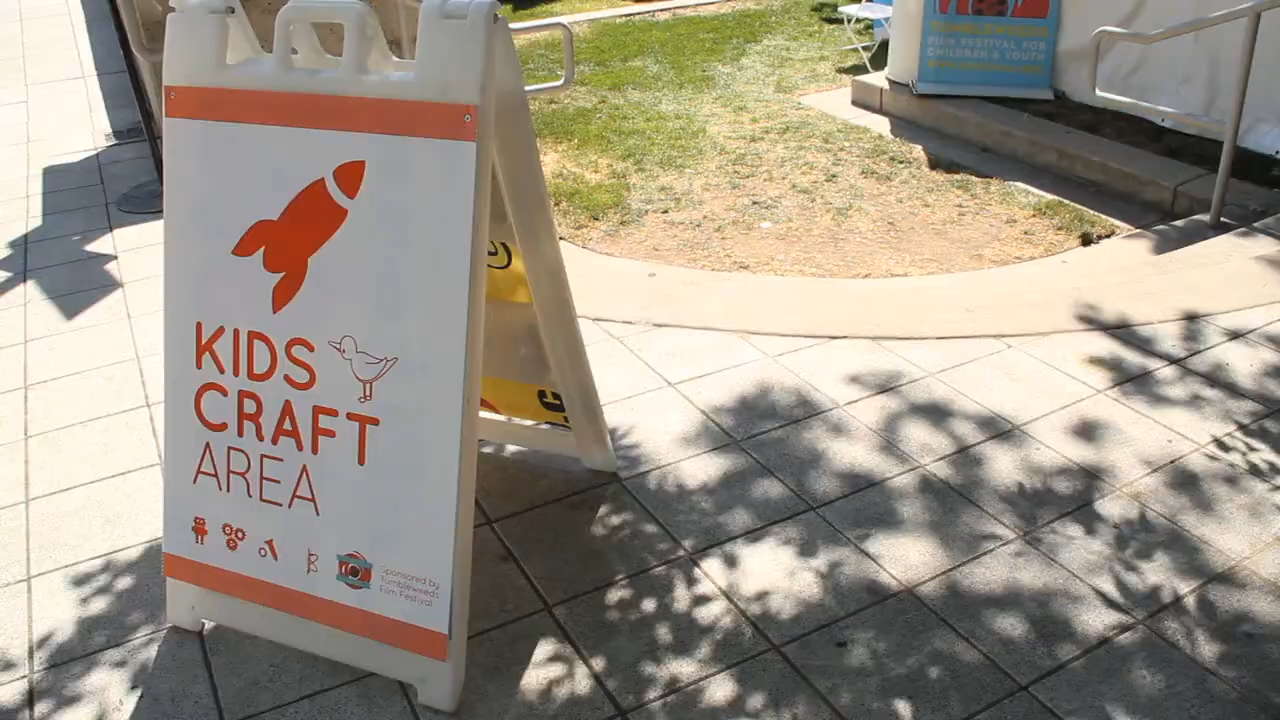 KIDS
CRAFT
AREA
Sponsored by
Tumbleweeds
Film Festival
FILM FESTIVAL FOR
CHILDREN & YOUTH